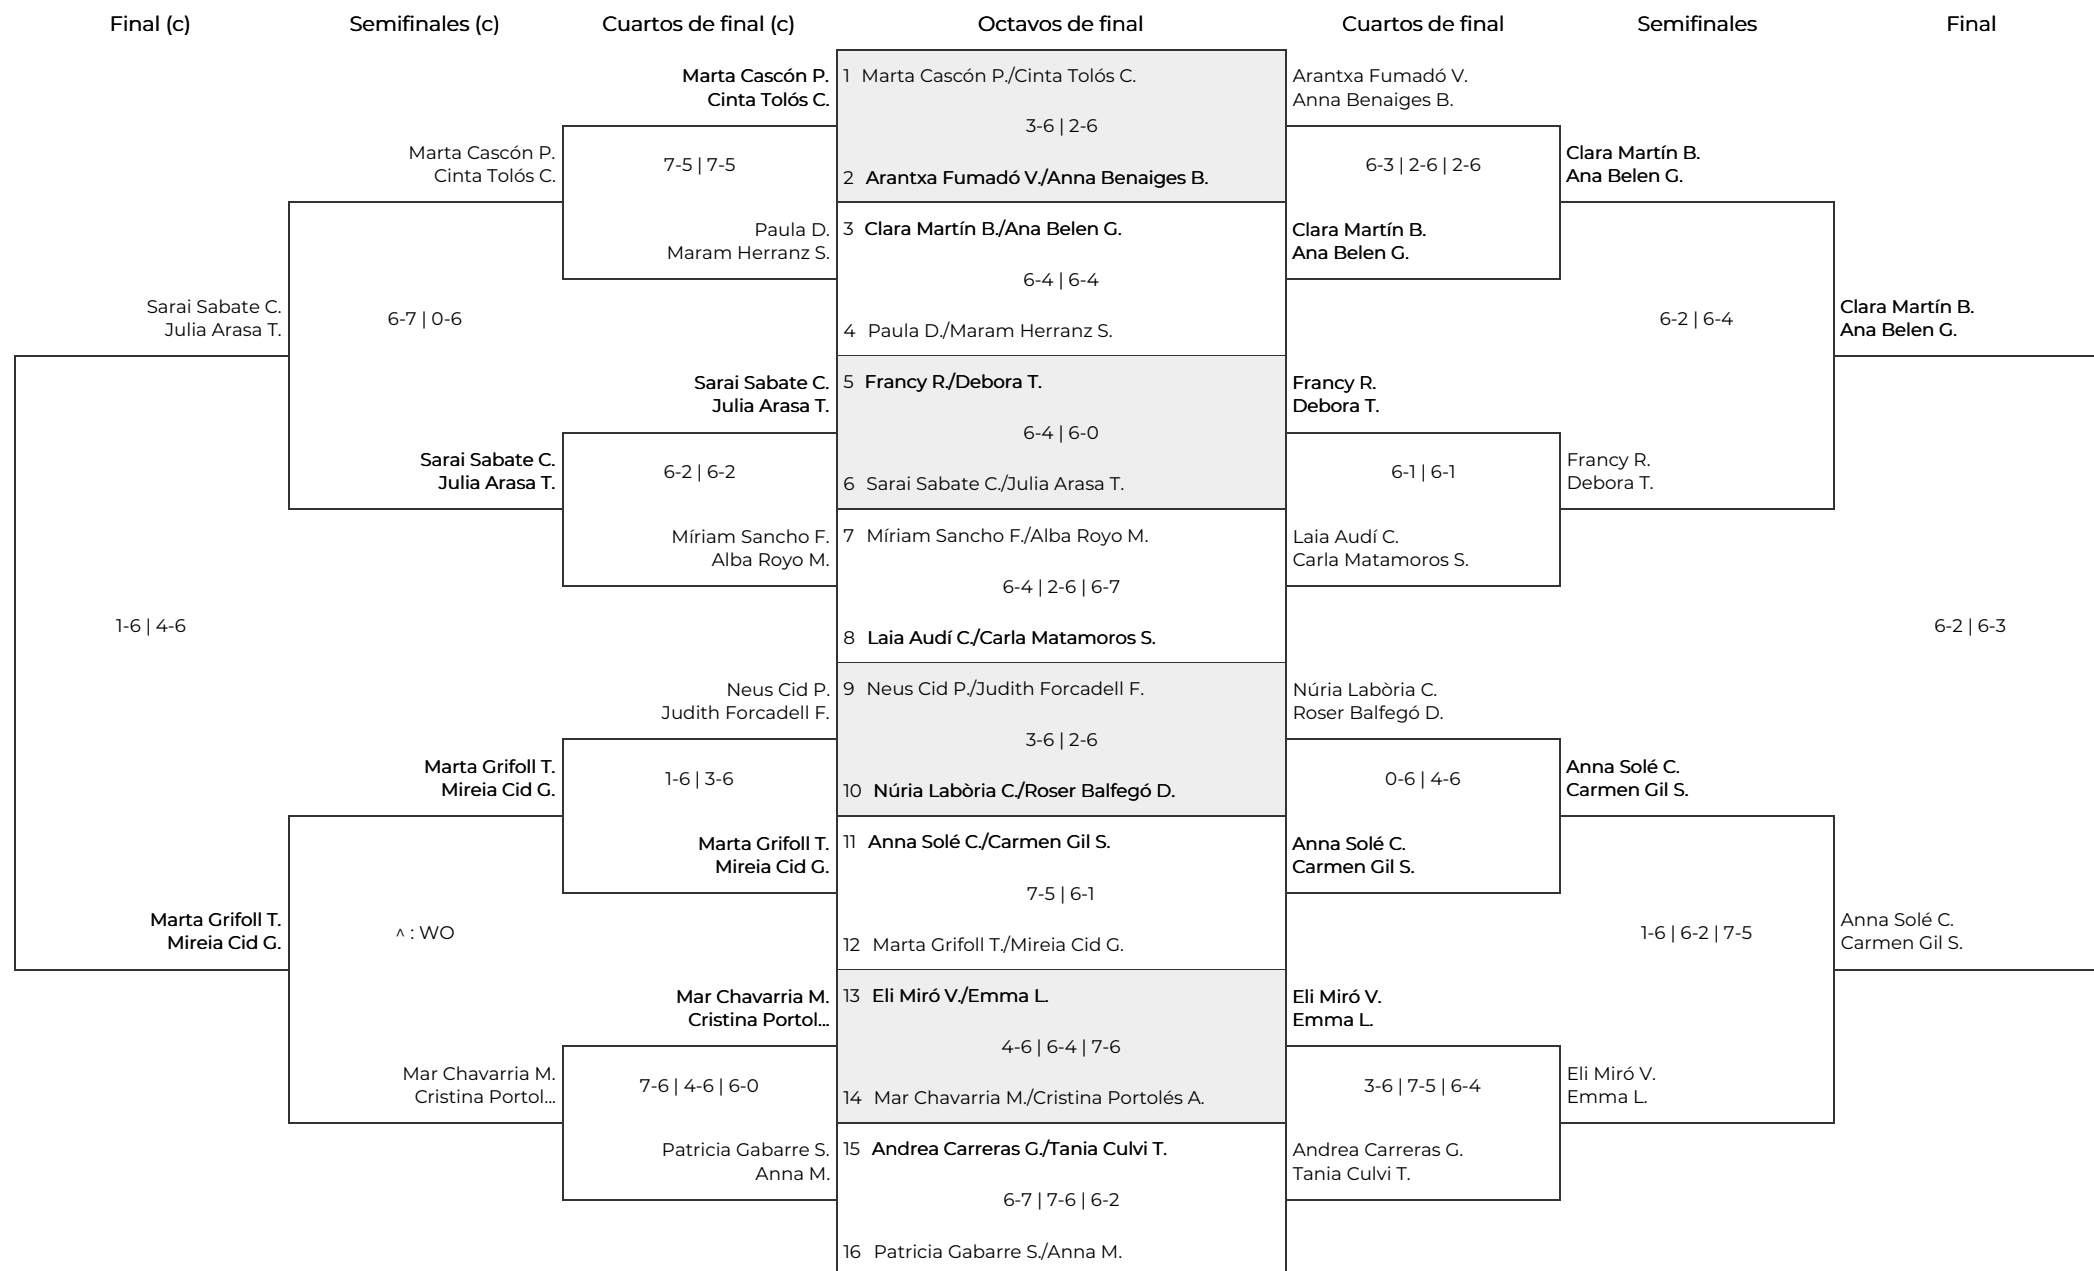 Final (c)
Semifinales (c)
Cuartos de final (c)
Octavos de final
Cuartos de final
Semifinales
Final
Sarai Sabate C.
Julia Arasa T.
1-6 | 4-6
Marta Grifoll T.
Mireia Cid G.
Marta Cascón P.
Cinta Tolós C.
6-7 | 0-6
Sarai Sabate C.
Julia Arasa T.
Marta Grifoll T.
Mireia Cid G.
^ : WO
Mar Chavarria M.
Cristina Portol...
Marta Cascón P.
Cinta Tolós C.
7-5 | 7-5
Paula D.
Maram Herranz S.
Sarai Sabate C.
Julia Arasa T.
6-2 | 6-2
Míriam Sancho F.
Alba Royo M.
Neus Cid P.
Judith Forcadell F.
1-6 | 3-6
Marta Grifoll T.
Mireia Cid G.
Mar Chavarria M.
Cristina Portol...
7-6 | 4-6 | 6-0
Patricia Gabarre S.
Anna M.
1 Marta Cascón P./Cinta Tolós C.
3-6 | 2-6
2 Arantxa Fumadó V./Anna Benaiges B.
3 Clara Martín B./Ana Belen G.
6-4 | 6-4
4 Paula D./Maram Herranz S.
5 Francy R./Debora T.
6-4 | 6-0
6 Sarai Sabate C./Julia Arasa T.
7 Míriam Sancho F./Alba Royo M.
6-4 | 2-6 | 6-7
8 Laia Audí C./Carla Matamoros S.
9 Neus Cid P./Judith Forcadell F.
3-6 | 2-6
10 Núria Labòria C./Roser Balfegó D.
11 Anna Solé C./Carmen Gil S.
7-5 | 6-1
12 Marta Grifoll T./Mireia Cid G.
13 Eli Miró V./Emma L.
4-6 | 6-4 | 7-6
14 Mar Chavarria M./Cristina Portolés A.
15 Andrea Carreras G./Tania Culvi T.
6-7 | 7-6 | 6-2
16 Patricia Gabarre S./Anna M.
Arantxa Fumadó V.
Anna Benaiges B.
6-3 | 2-6 | 2-6
Clara Martín B.
Ana Belen G.
Francy R.
Debora T.
6-1 | 6-1
Laia Audí C.
Carla Matamoros S.
Núria Labòria C.
Roser Balfegó D.
0-6 | 4-6
Anna Solé C.
Carmen Gil S.
Eli Miró V.
Emma L.
3-6 | 7-5 | 6-4
Andrea Carreras G.
Tania Culvi T.
Clara Martín B.
Ana Belen G.
6-2 | 6-4
Francy R.
Debora T.
Anna Solé C.
Carmen Gil S.
1-6 | 6-2 | 7-5
Eli Miró V.
Emma L.
Clara Martín B.
Ana Belen G.
6-2 | 6-3
Anna Solé C.
Carmen Gil S.